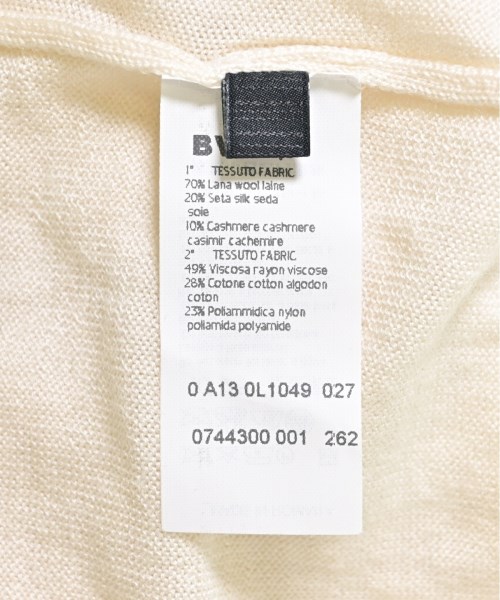 1° TESSUTO FABRIC
70% Lana wool laine
20% Seta silk seda
soie
10% Cashmere cashmere
casimir cachemire
2° TESSUTO FABRIC
49% Viscosa rayon viscose
28% Cotone cotton algodon
coton
23% Poliammidica nylon
poliamida polyamide
0 A13 0L1049 027
0744300 001 262